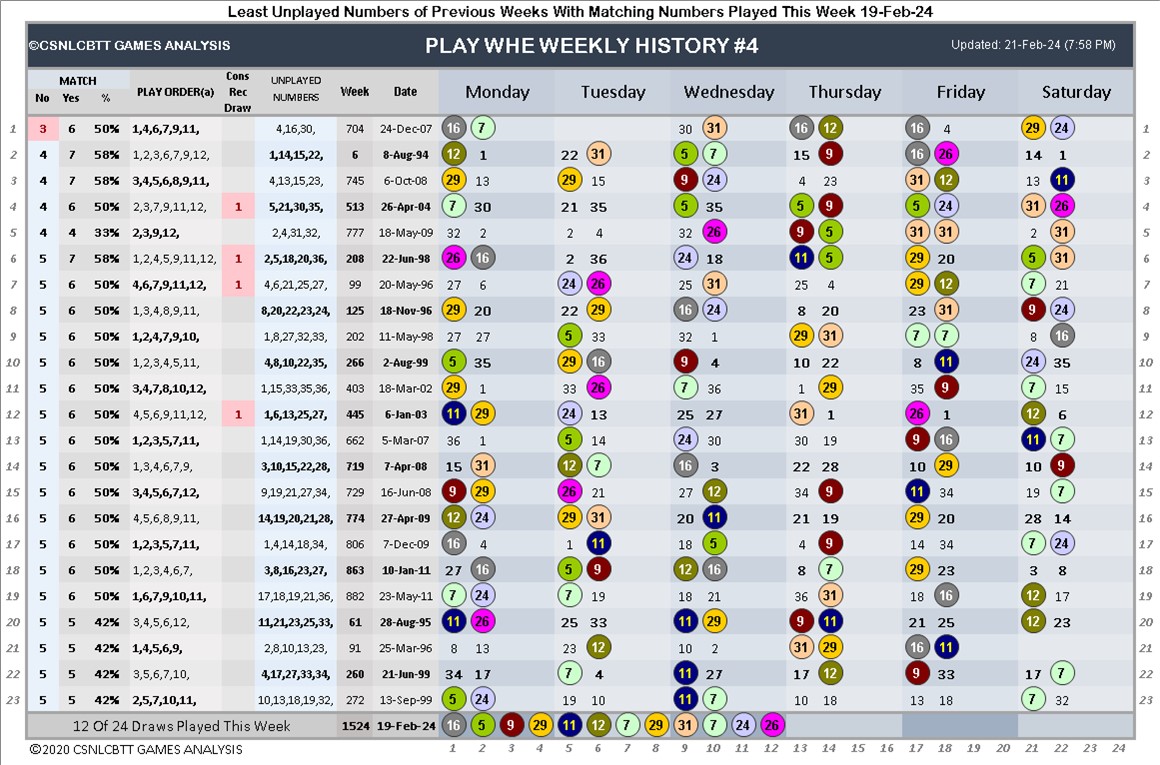 Least Unplayed Numbers of Previous Weeks With Matching Numbers Played This Week 19-Feb-24
©CSNLCBTT GAMES ANALYSIS PLAY WHE WEEKLY HISTORY #4 Updated: 21-Feb-24 (7:58 PM)
MATCH No Yes % PLAY ORDER(a) Cons Rec Draw UNPLAYED NUMBERS Week Date Monday Tuesday Wednesday Thursday Friday Saturday
1 3 6 50% 1,4,6,7,9,11, 4,16,30, 704 24-Dec-07 16 7 30 31 16 12 16 4 29 24 1
2 4 7 58% 1,2,3,6,7,9,12, 1,14,15,22, 6 8-Aug-94 12 1 22 31 5 7 15 9 16 26 14 1 2
3 4 7 58% 3,4,5,6,8,9,11, 4,13,15,23, 745 6-Oct-08 29 13 29 15 9 24 4 23 31 12 13 11 3
4 4 6 50% 2,3,7,9,11,12, 1 5,21,30,35, 513 26-Apr-04 7 30 21 35 5 35 5 9 5 24 31 26 4
5 4 4 33% 2,3,9,12, 2,4,31,32, 777 18-May-09 32 2 2 4 32 26 9 5 31 31 2 31 5
6 5 7 58% 1,2,4,5,9,11,12, 1 2,5,18,20,36, 208 22-Jun-98 26 16 2 36 24 18 11 5 29 20 5 31 6
7 5 6 50% 4,6,7,9,11,12, 1 4,6,21,25,27, 99 20-May-96 27 6 24 26 25 31 25 4 29 12 7 21 7
8 5 6 50% 1,3,4,8,9,11, 8,20,22,23,24, 125 18-Nov-96 29 20 22 29 16 24 8 20 23 31 9 24 8
9 5 6 50% 1,2,4,7,9,10, 1,8,27,32,33, 202 11-May-98 27 27 5 33 32 1 29 31 7 7 8 16 9
10 5 6 50% 1,2,3,4,5,11, 4,8,10,22,35, 266 2-Aug-99 5 35 29 16 9 4 10 22 8 11 24 35 10
11 5 6 50% 3,4,7,8,10,12, 1,15,33,35,36, 403 18-Mar-02 29 1 33 26 7 36 1 29 35 9 7 15 11
12 5 6 50% 4,5,6,9,11,12, 1 1,6,13,25,27, 445 6-Jan-03 11 29 24 13 25 27 31 1 26 1 12 6 12
13 5 6 50% 1,2,3,5,7,11, 1,14,19,30,36, 662 5-Mar-07 36 1 5 14 24 30 30 19 9 16 11 7 13
14 5 6 50% 1,3,4,6,7,9, 3,10,15,22,28, 719 7-Apr-08 15 31 12 7 16 3 22 28 10 29 10 9 14
15 5 6 50% 3,4,5,6,7,12, 9,19,21,27,34, 729 16-Jun-08 9 29 26 21 27 12 34 9 11 34 19 7 15
16 5 6 50% 4,5,6,8,9,11, 14,19,20,21,28, 774 27-Apr-09 12 24 29 31 20 11 21 19 29 20 28 14 16
17 5 6 50% 1,2,3,5,7,11, 1,4,14,18,34, 806 7-Dec-09 16 4 1 11 18 5 4 9 14 34 7 24 17
18 5 6 50% 1,2,3,4,6,7, 3,8,16,23,27, 863 10-Jan-11 27 16 5 9 12 16 8 7 29 23 3 8 18
19 5 6 50% 1,6,7,9,10,11, 17,18,19,21,36, 882 23-May-11 7 24 7 19 18 21 36 31 18 16 12 17 19
20 5 5 42% 3,4,5,6,12, 11,21,23,25,33, 61 28-Aug-95 11 26 25 33 11 29 9 11 21 25 12 23 20
21 5 5 42% 1,4,5,6,9, 2,8,10,13,23, 91 25-Mar-96 8 13 23 12 10 2 31 29 16 11 21
22 5 5 42% 3,5,6,7,10, 4,17,27,33,34, 260 21-Jun-99 34 17 7 4 11 27 17 12 9 33 17 7 22
23 5 5 42% 2,5,7,10,11, 10,13,18,19,32, 272 13-Sep-99 5 24 19 10 11 7 10 18 13 18 7 32 23
12 Of 24 Draws Played This Week 1524 19-Feb-24 16 5 9 29 11 12 7 29 31 7 24 26
©2020 CSNLCBTT GAMES ANALYSIS 1 2 3 4 5 6 7 8 9 10 11 12 13 14 15 16 17 18 19 20 21 22 23 24